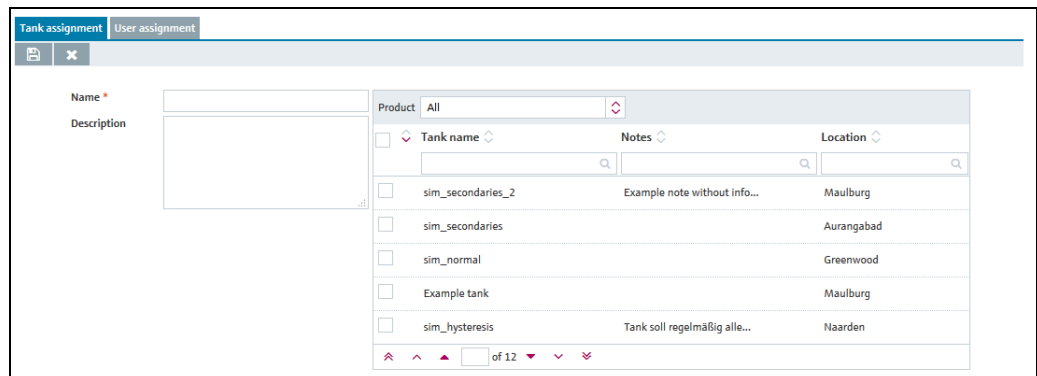 Tank assignment User assignment
Name *
Description
Product All
Tank name Notes Location
sim_secondaries_2 Example note without info... Maulburg
sim_secondaries Aurangabad
sim_normal Greenwood
Example tank Maulburg
sim_hysteresis Tank soll regelmäßig alle... Naarden
of 12